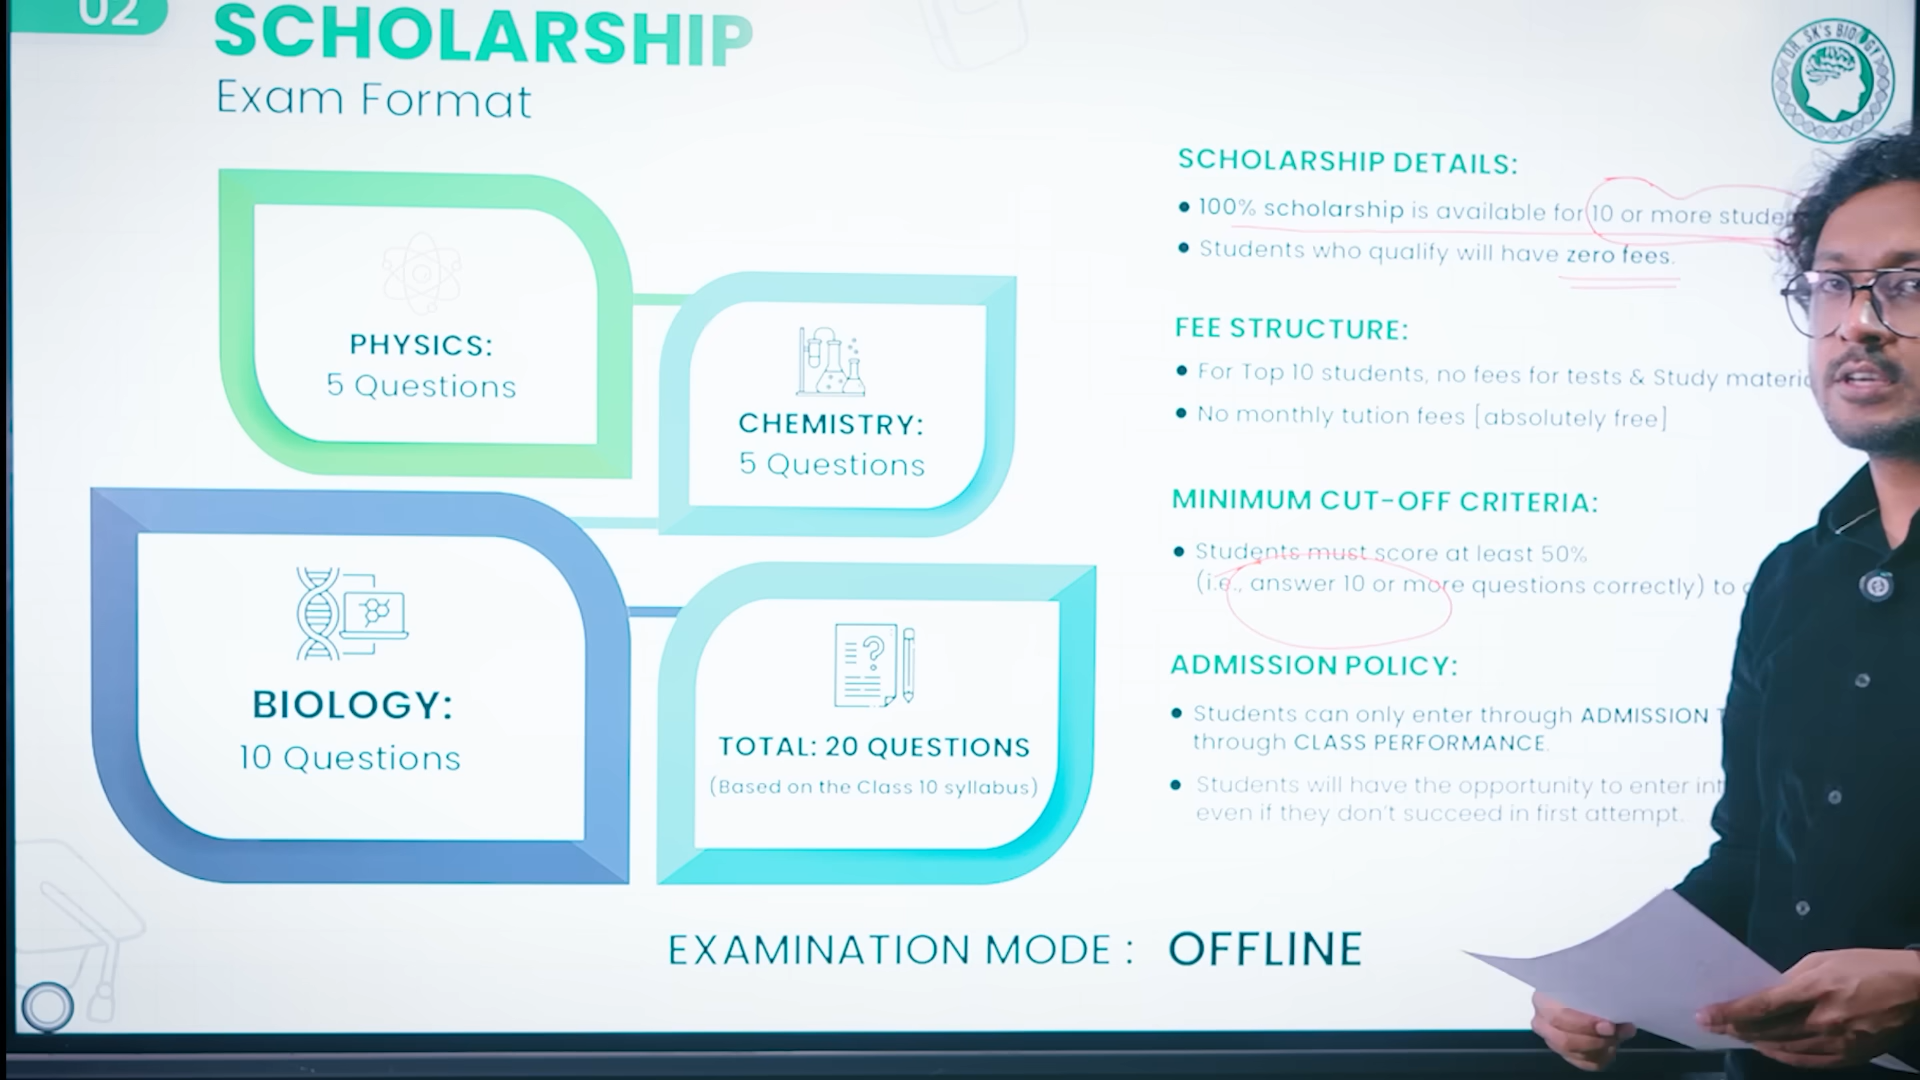 02
SCHOLARSHIP
Exam Format
DR. SK's BIOLOGY
PHYSICS:
5 Questions
CHEMISTRY:
5 Questions
BIOLOGY:
10 Questions
TOTAL: 20 QUESTIONS
(Based on the Class 10 syllabus)
SCHOLARSHIP DETAILS:
100% scholarship is available for 10 or more
Students who qualify will have zero fees.
FEE STRUCTURE:
For Top 10 students, no fees for tests & Study
No monthly tution fees [absolutely free]
MINIMUM CUT-OFF CRITERIA:
Students must score at least 50%
(i.e., answer 10 or more questions correctly) to
ADMISSION POLICY:
Students can only enter through ADMISSION
through CLASS PERFORMANCE.
Students will have the opportunity to enter
even if they don't succeed in first attempt.
EXAMINATION MODE : OFFLINE